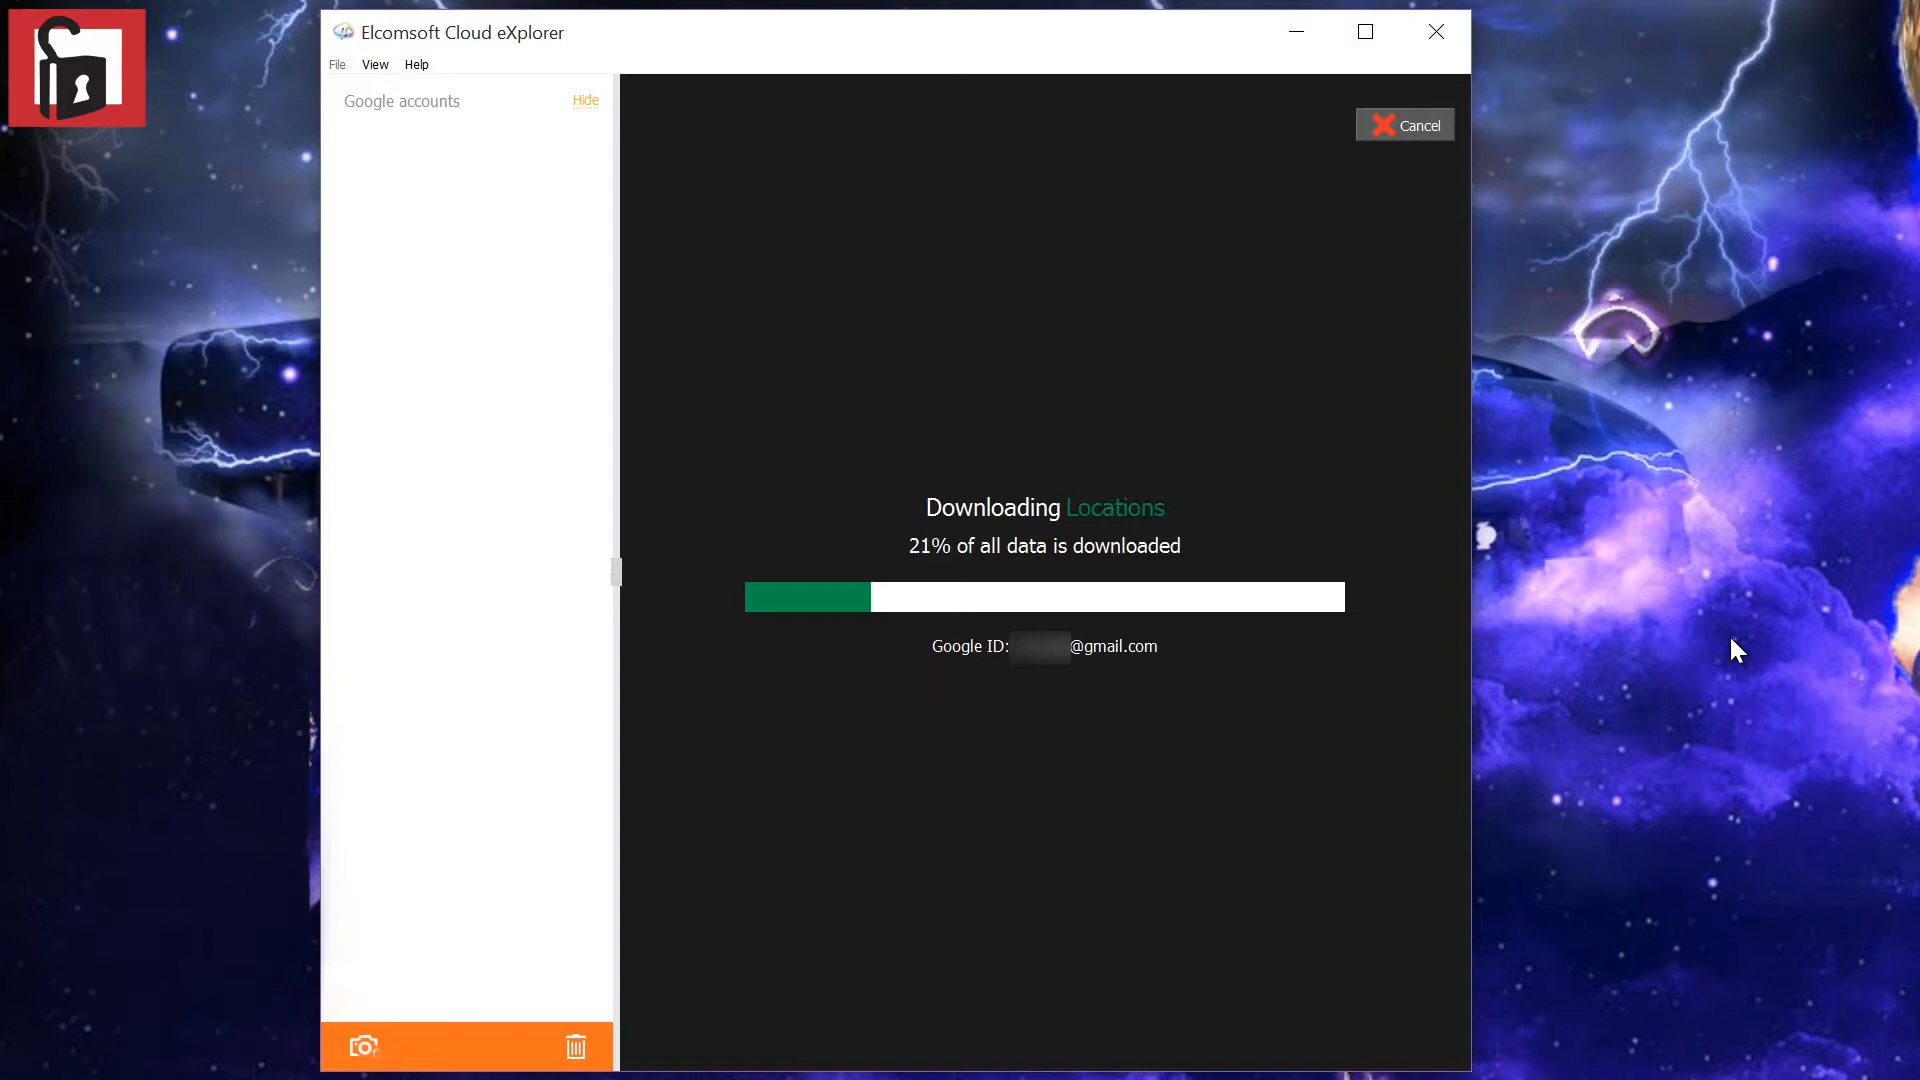 Elcomsoft Cloud eXplorer
File View Help
Google accounts Hide
Cancel
Downloading Locations
21% of all data is downloaded
Google ID: @gmail.com